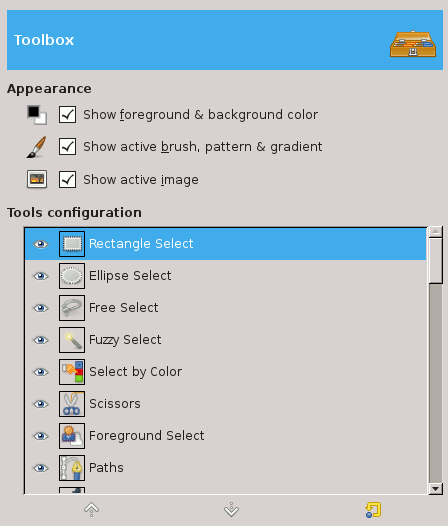 Toolbox
Appearance
Show foreground & background color
Show active brush, pattern & gradient
Show active image
Tools configuration
Rectangle Select
Ellipse Select
Free Select
Fuzzy Select
Select by Color
Scissors
Foreground Select
Paths